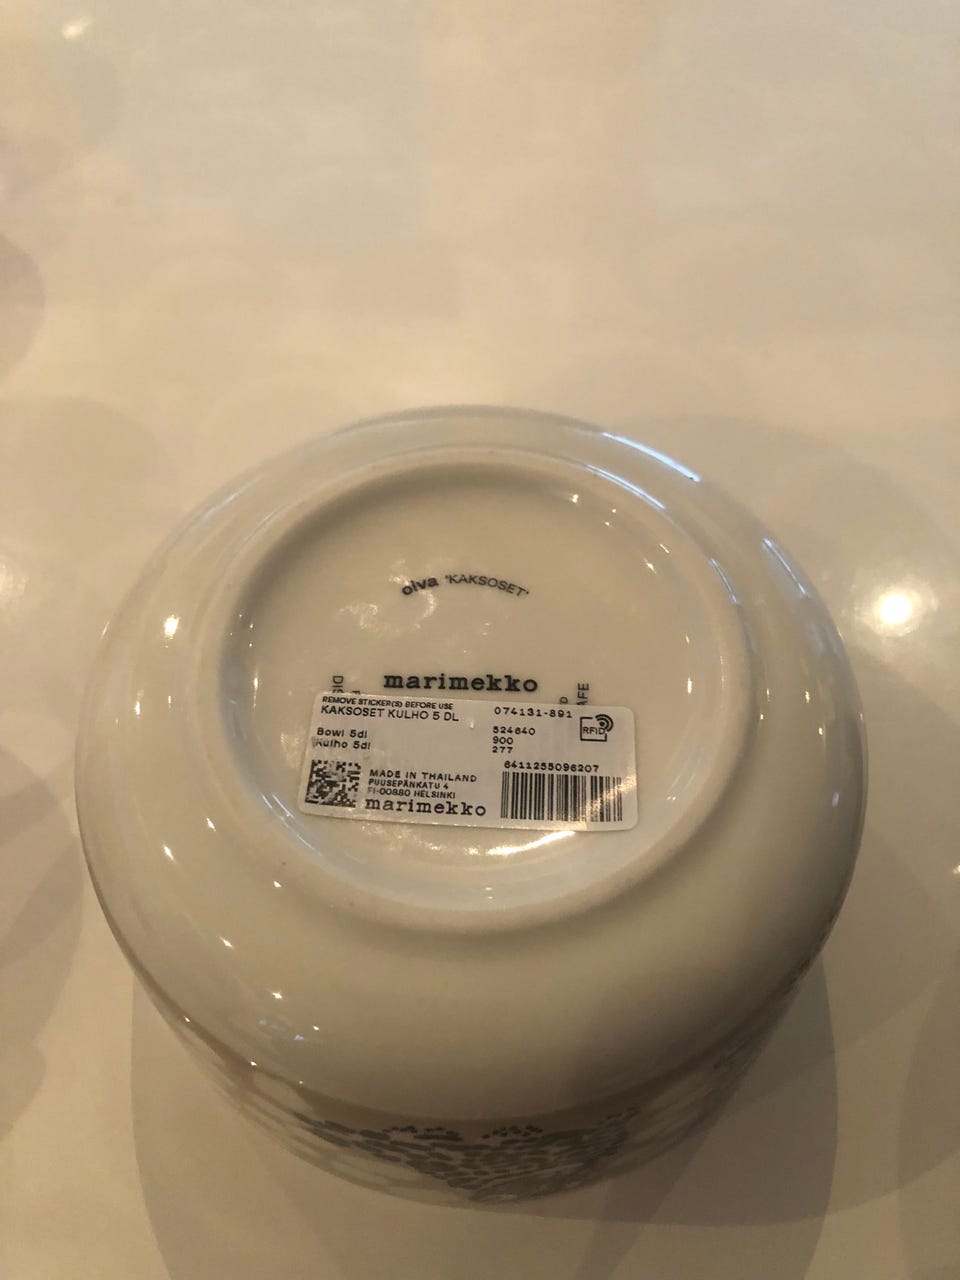 oiva 'KAKSOSET'
marimekko
REMOVE STICKER(S) BEFORE USE
KAKSOSET KULHO 5 DL
074131-891
RFID
Bowl 5dl
Kulho 5dl
524640
900
277
6411255096207
MADE IN THAILAND
PUUSEPÄNKATU 4
FI-00880 HELSINKI
marimekko